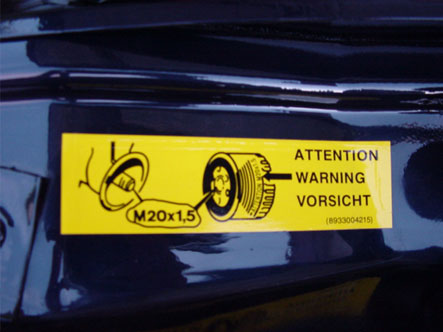 M20x1,5
ATTENTION
WARNING
VORSICHT
(8933004215)